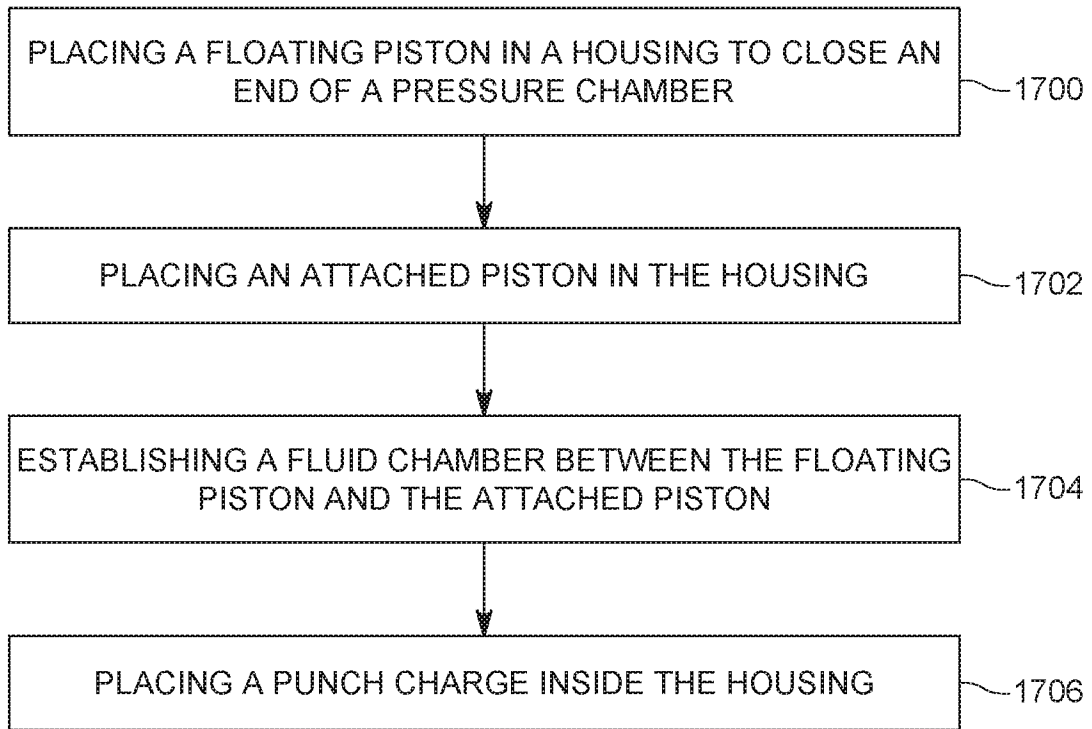 PLACING A FLOATING PISTON IN A HOUSING TO CLOSE AN
END OF A PRESSURE CHAMBER
1700
PLACING AN ATTACHED PISTON IN THE HOUSING
1702
ESTABLISHING A FLUID CHAMBER BETWEEN THE FLOATING
PISTON AND THE ATTACHED PISTON
1704
PLACING A PUNCH CHARGE INSIDE THE HOUSING
1706